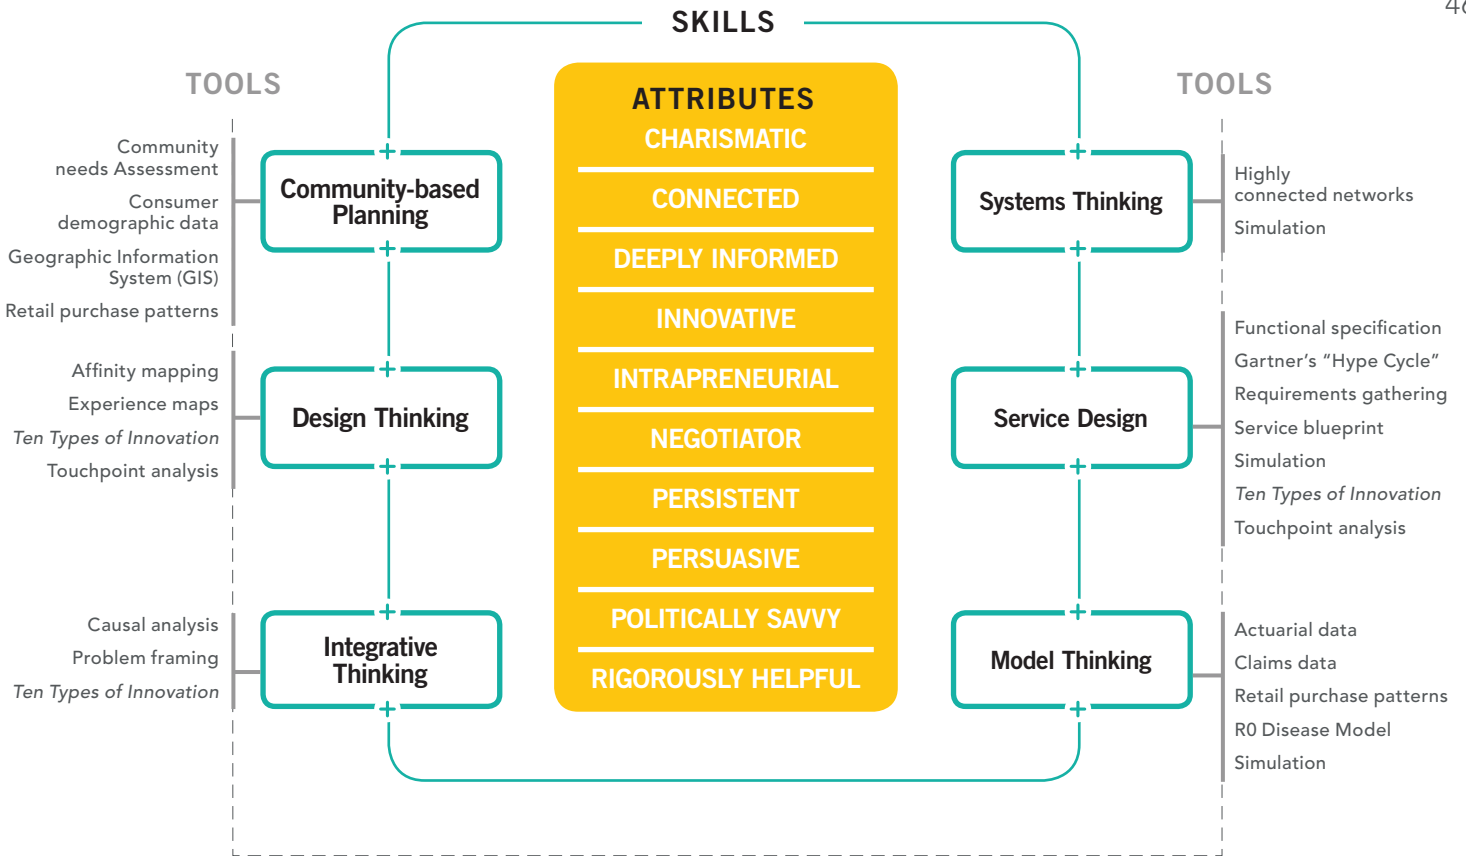 SKILLS
TOOLS
Community
needs Assessment
Consumer
demographic data
Geographic Information
System (GIS)
Retail purchase patterns
Community-based
Planning
Affinity mapping
Experience maps
Ten Types of Innovation
Touchpoint analysis
Design Thinking
Causal analysis
Problem framing
Ten Types of Innovation
Integrative
Thinking
ATTRIBUTES
CHARISMATIC
CONNECTED
DEEPLY INFORMED
INNOVATIVE
INTRAPRENEURIAL
NEGOTIATOR
PERSISTENT
PERSUASIVE
POLITICALLY SAVVY
RIGOROUSLY HELPFUL
TOOLS
Systems Thinking
Highly
connected networks
Simulation
Service Design
Functional specification
Gartner’s “Hype Cycle”
Requirements gathering
Service blueprint
Simulation
Ten Types of Innovation
Touchpoint analysis
Model Thinking
Actuarial data
Claims data
Retail purchase patterns
R0 Disease Model
Simulation